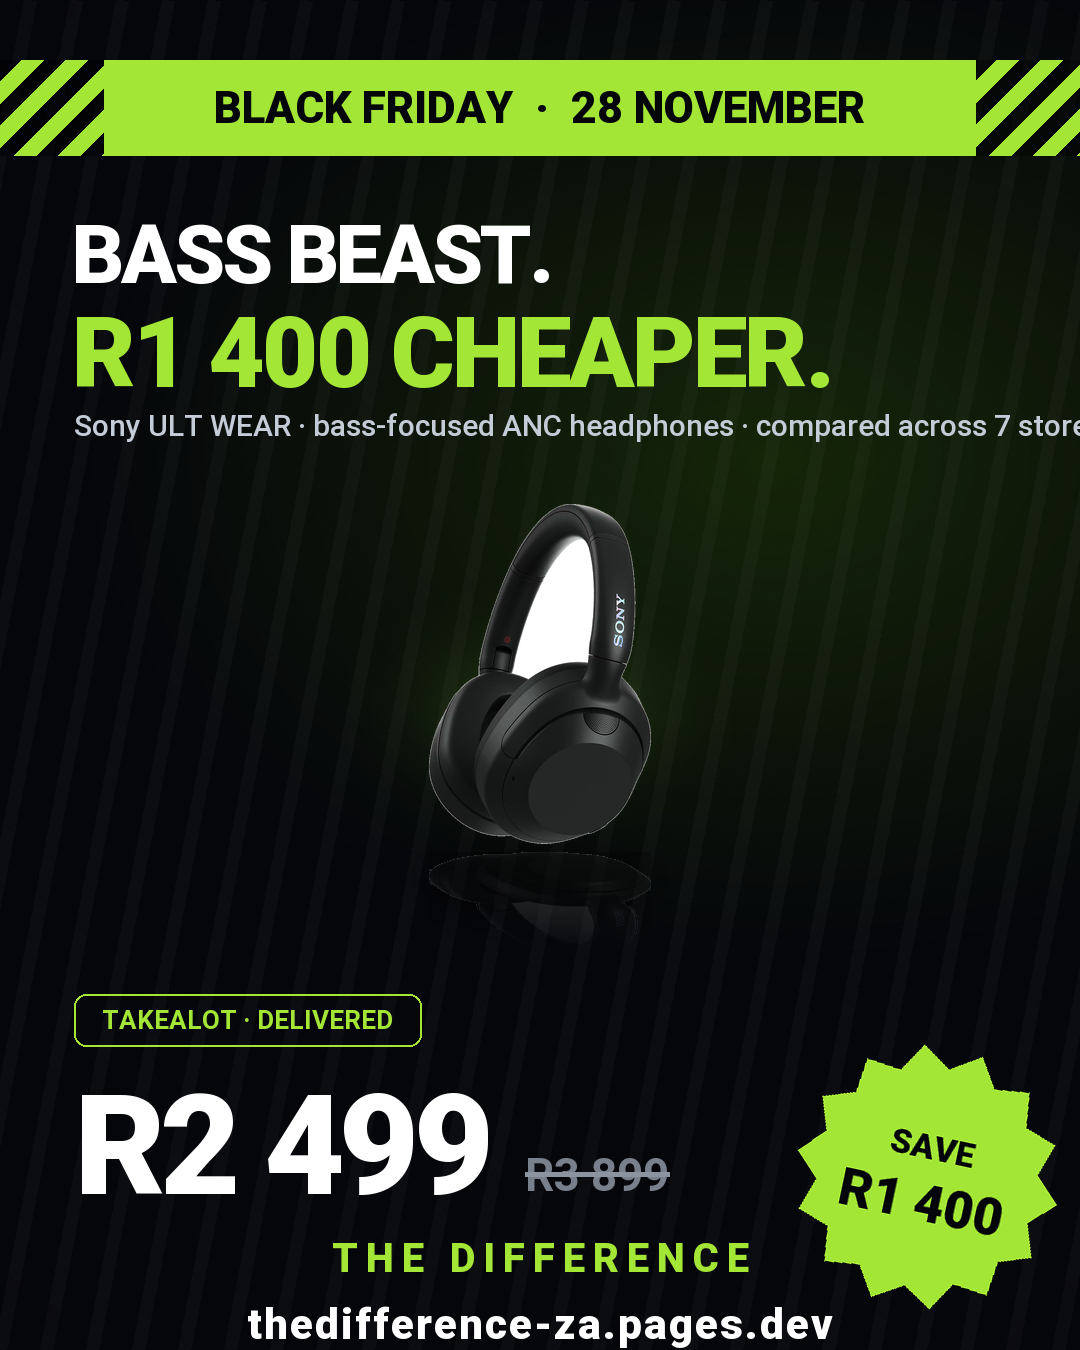 BLACK FRIDAY · 28 NOVEMBER
BASS BEAST.
R1 400 CHEAPER.
Sony ULT WEAR · bass-focused ANC headphones · compared across 7 store
SONY
TAKEALOT · DELIVERED
R2 499 R3 899
SAVE
R1 400
THE DIFFERENCE
thedifference-za.pages.dev